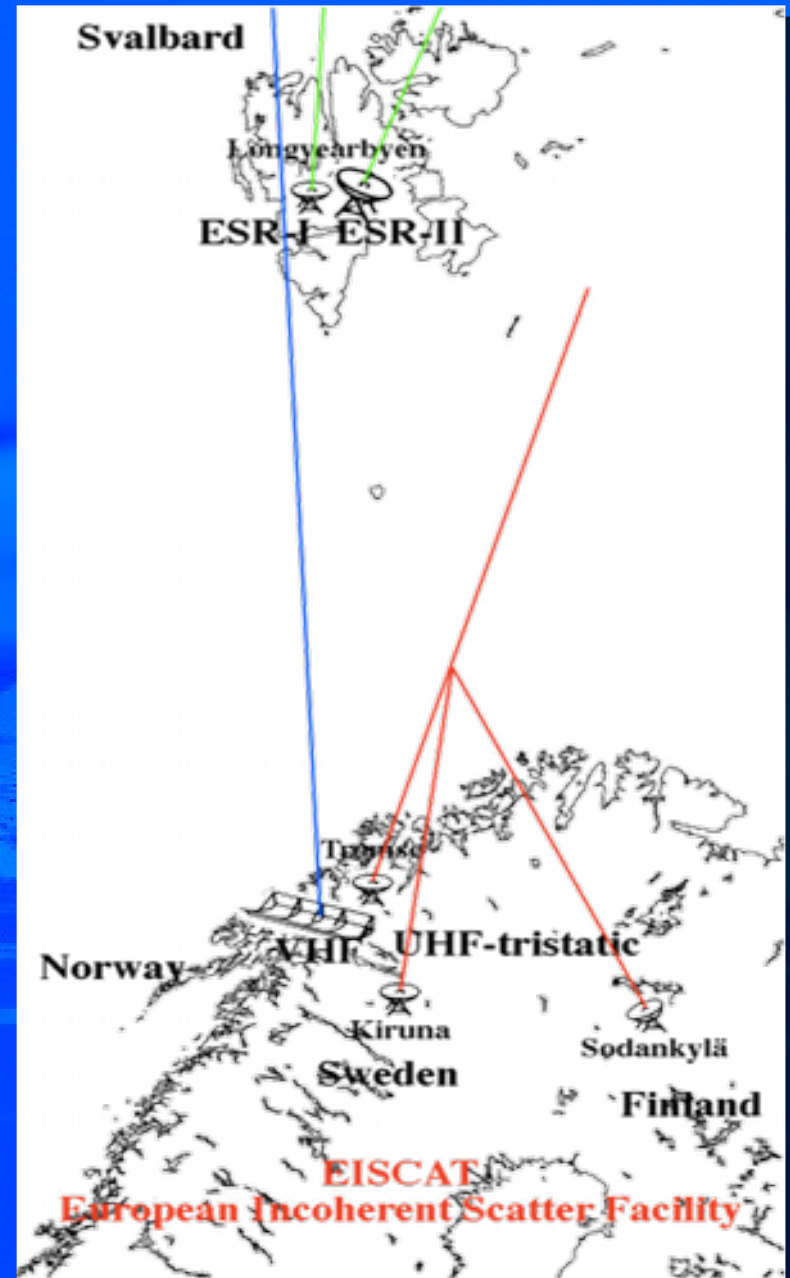 Svalbard
Longyearbyen
ESR-I ESR-II
Tromsø
VHF UHF-tristatic
Norway
Kiruna
Sodankylä
Sweden
Finland
EISCAT
European Incoherent Scatter Facility